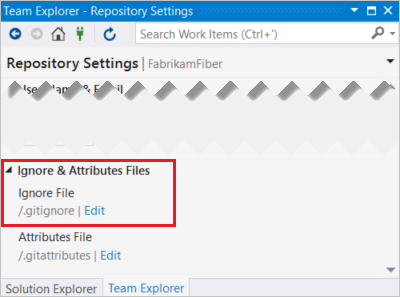 Team Explorer - Repository Settings
Search Work Items (Ctrl+')
Repository Settings | FabrikamFiber
Ignore & Attributes Files
Ignore File
/.gitignore | Edit
Attributes File
/.gitattributes | Edit
Solution Explorer Team Explorer